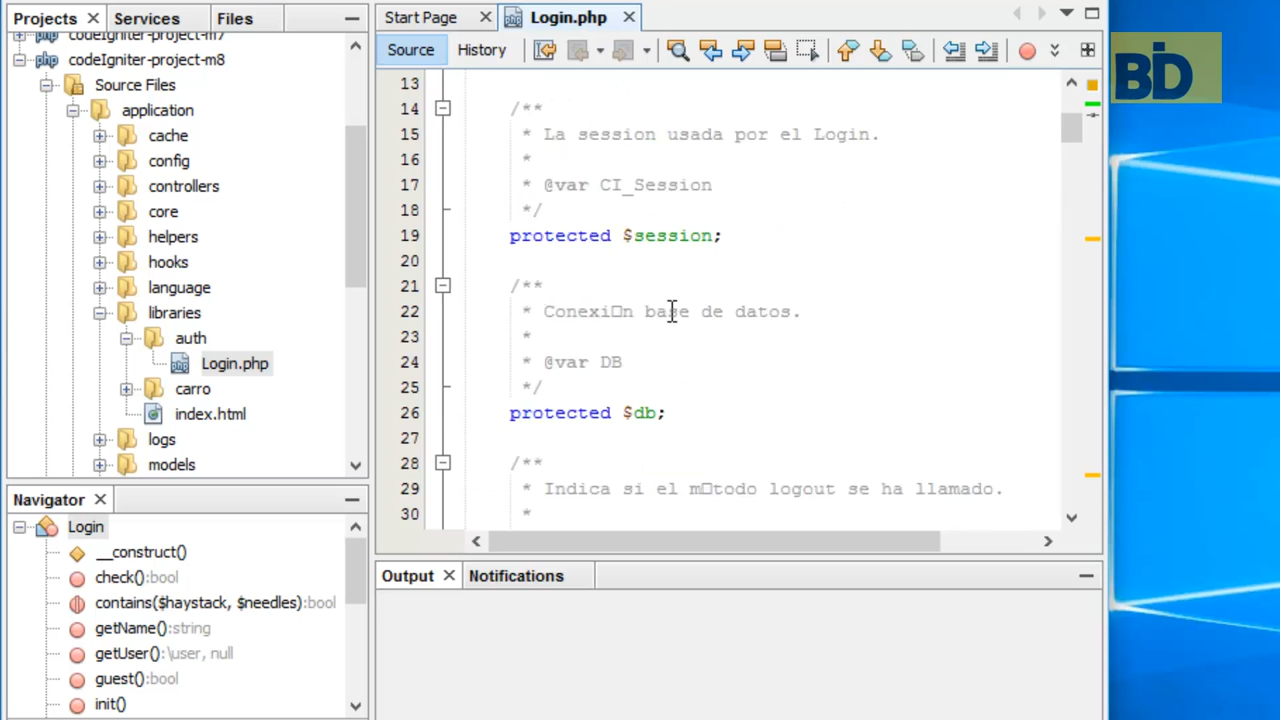 Projects
Services
Files
codeIgniter-project-m7
codeIgniter-project-m8
Source Files
application
cache
config
controllers
core
helpers
hooks
language
libraries
auth
Login.php
carro
index.html
logs
models
Navigator
Login
__construct()
check():bool
contains($haystack, $needles):bool
getName():string
getUser():\user, null
guest():bool
init()
Start Page
Login.php
Source
History
13
14 /**
15 * La session usada por el Login.
16 *
17 * @var CI_Session
18 */
19 protected $session;
20
21 /**
22 * Conexi□n base de datos.
23 *
24 * @var DB
25 */
26 protected $db;
27
28 /**
29 * Indica si el m□todo logout se ha llamado.
30 *
Output
Notifications
BID